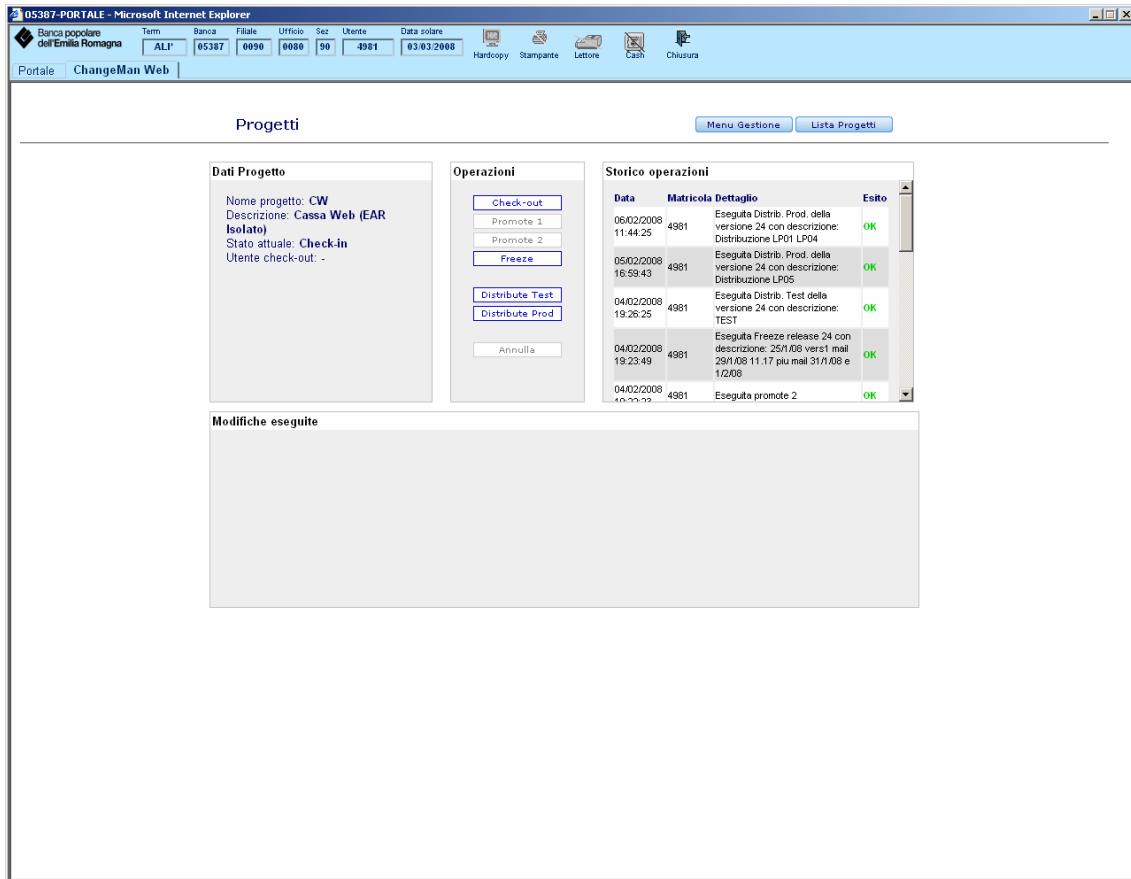 05387-PORTALE - Microsoft Internet Explorer
Banca popolare
dell'Emilia Romagna
Term Banca Filiale Ufficio Sez Utente Data solare
ALI' 05387 0090 0080 90 4981 03/03/2008
Hardcopy Stampante Lettore Cash Chiusura
Portale ChangeMan Web
Progetti
Menu Gestione Lista Progetti
Dati Progetto
Nome progetto: CW
Descrizione: Cassa Web (EAR
Isolato)
Stato attuale: Check-in
Utente check-out: -
Operazioni
Check-out
Promote 1
Promote 2
Freeze
Distribute Test
Distribute Prod
Annulla
Storico operazioni
Data Matricola Dettaglio Esito
06/02/2008
11:44:25
4981
Eseguita Distrib. Prod. della
versione 24 con descrizione:
Distribuzione LP01 LP04
OK
05/02/2008
16:59:43
4981
Eseguita Distrib. Prod. della
versione 24 con descrizione:
Distribuzione LP05
OK
04/02/2008
19:26:25
4981
Eseguita Distrib. Test della
versione 24 con descrizione:
TEST
OK
04/02/2008
19:23:49
4981
Eseguita Freeze release 24 con
descrizione: 25/1/08 vers1 mail
29/1/08 11.17 piu mail 31/1/08 e
1/2/08
OK
04/02/2008
4981
Eseguita promote 2
OK
Modifiche eseguite